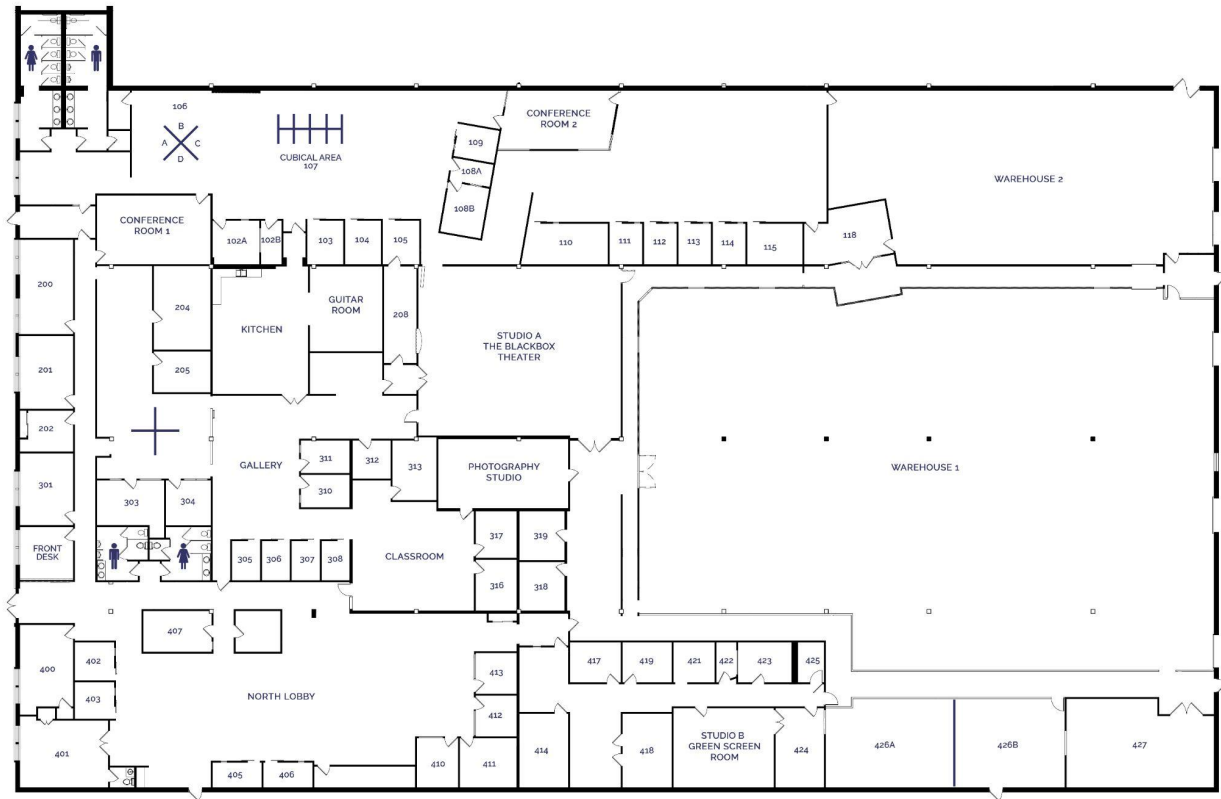 106
B
A
C
D
CUBICAL AREA
107
CONFERENCE
ROOM 2
109
108A
108B
WAREHOUSE 2
CONFERENCE
ROOM 1
102A
102B
103
104
105
110
111
112
113
114
115
118
200
204
KITCHEN
GUITAR
ROOM
208
STUDIO A
THE BLACKBOX
THEATER
201
205
202
301
GALLERY
311
310
312
313
PHOTOGRAPHY
STUDIO
WAREHOUSE 1
303
304
FRONT
DESK
305
306
307
308
CLASSROOM
317
319
316
318
407
400
402
403
NORTH LOBBY
413
412
417
419
421
422
423
425
401
405
406
410
411
414
418
STUDIO B
GREEN SCREEN
ROOM
424
426A
426B
427